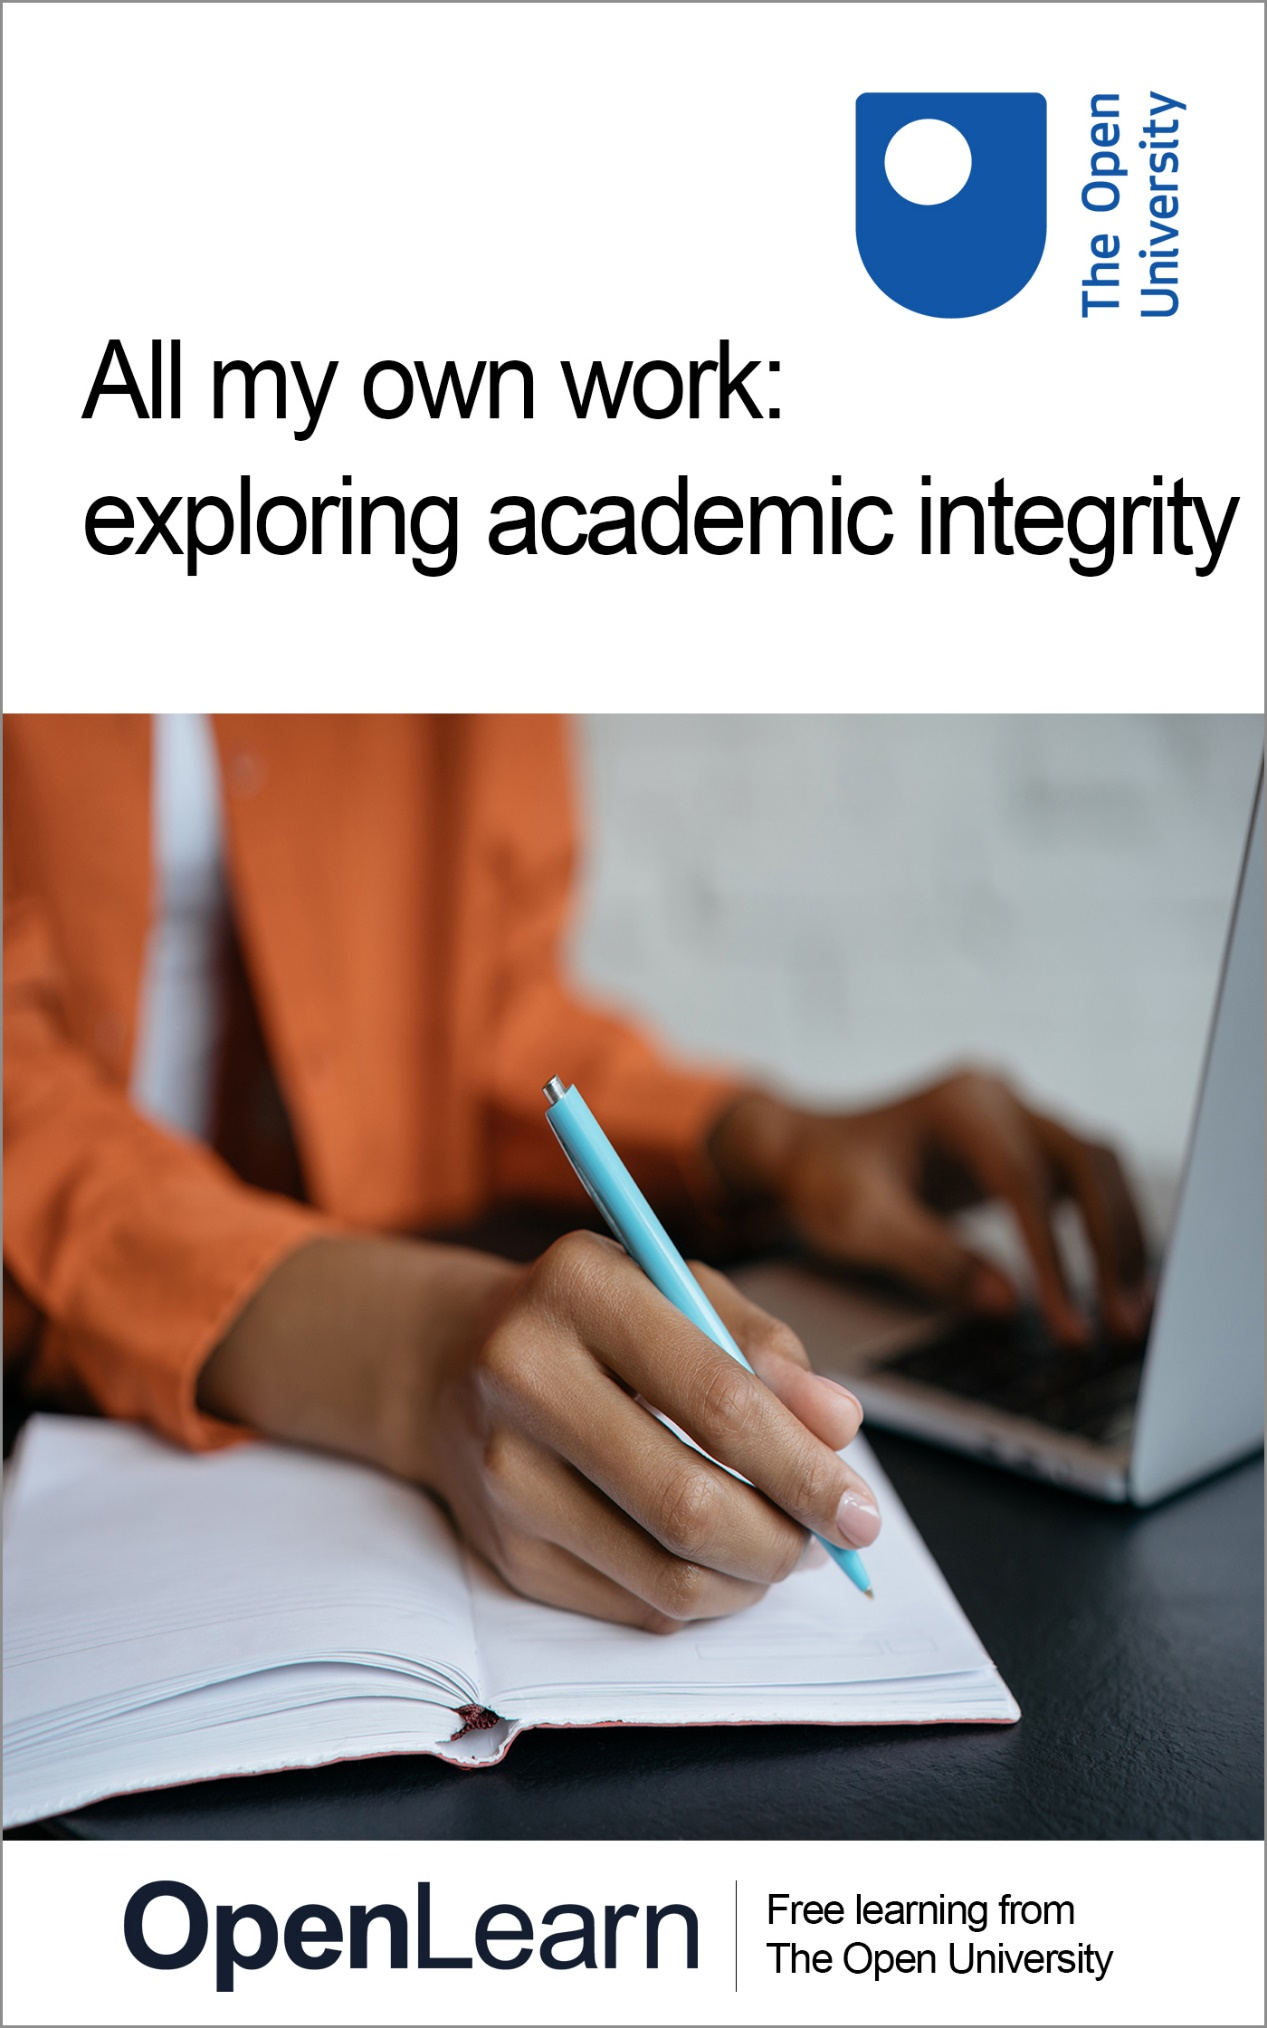 The Open
University
All my own work:
exploring academic integrity
OpenLearn
Free learning from
The Open University